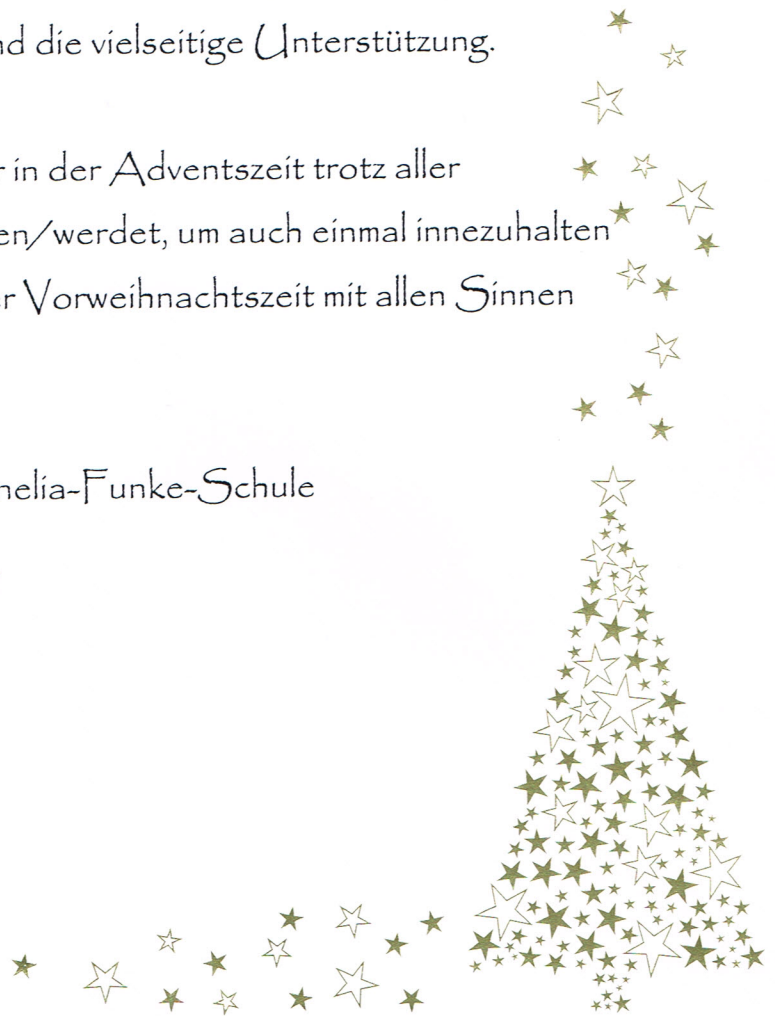 nd die vielseitige Unterstützung.
r in der Adventszeit trotz aller
en/werdet, um auch einmal innezuhalten
r Vorweihnachtszeit mit allen Sinnen
nelia-Funke-Schule